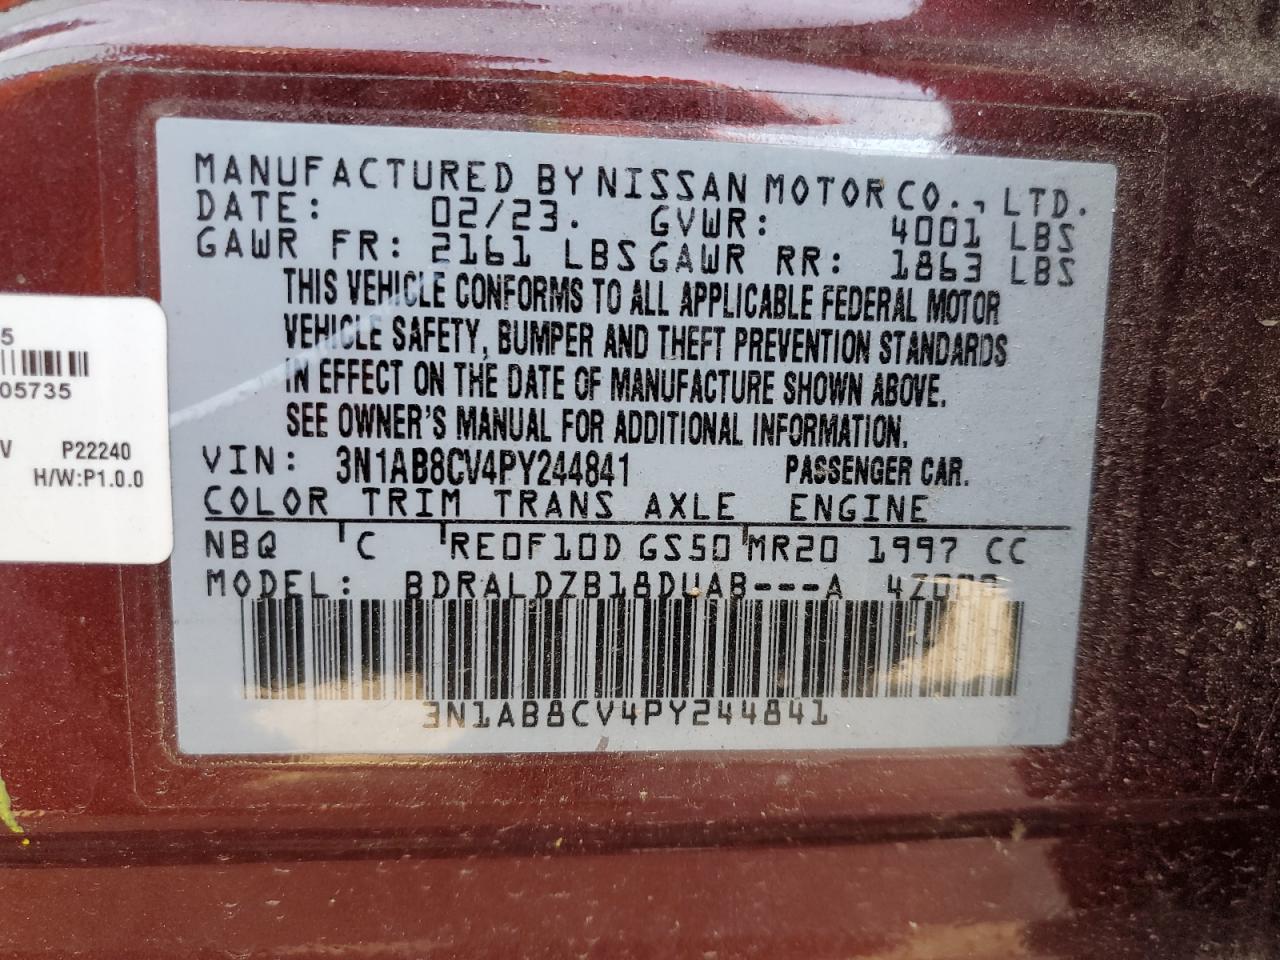 MANUFACTURED BY NISSAN MOTOR CO., LTD.
DATE: 02/23. GVWR: 4001 LBS
GAWR FR: 2161 LBS GAWR RR: 1863 LBS
THIS VEHICLE CONFORMS TO ALL APPLICABLE FEDERAL MOTOR
VEHICLE SAFETY, BUMPER AND THEFT PREVENTION STANDARDS
IN EFFECT ON THE DATE OF MANUFACTURE SHOWN ABOVE.
SEE OWNER'S MANUAL FOR ADDITIONAL INFORMATION.
VIN: 3N1AB8CV4PY244841 PASSENGER CAR.
COLOR TRIM TRANS AXLE ENGINE
NBQ C RE0F10D GS50 MR20 1997 CC
MODEL: BDRALDZB18DUAB---A
3N1AB8CV4PY244841
5
05735
V P22240
H/W:P1.0.0